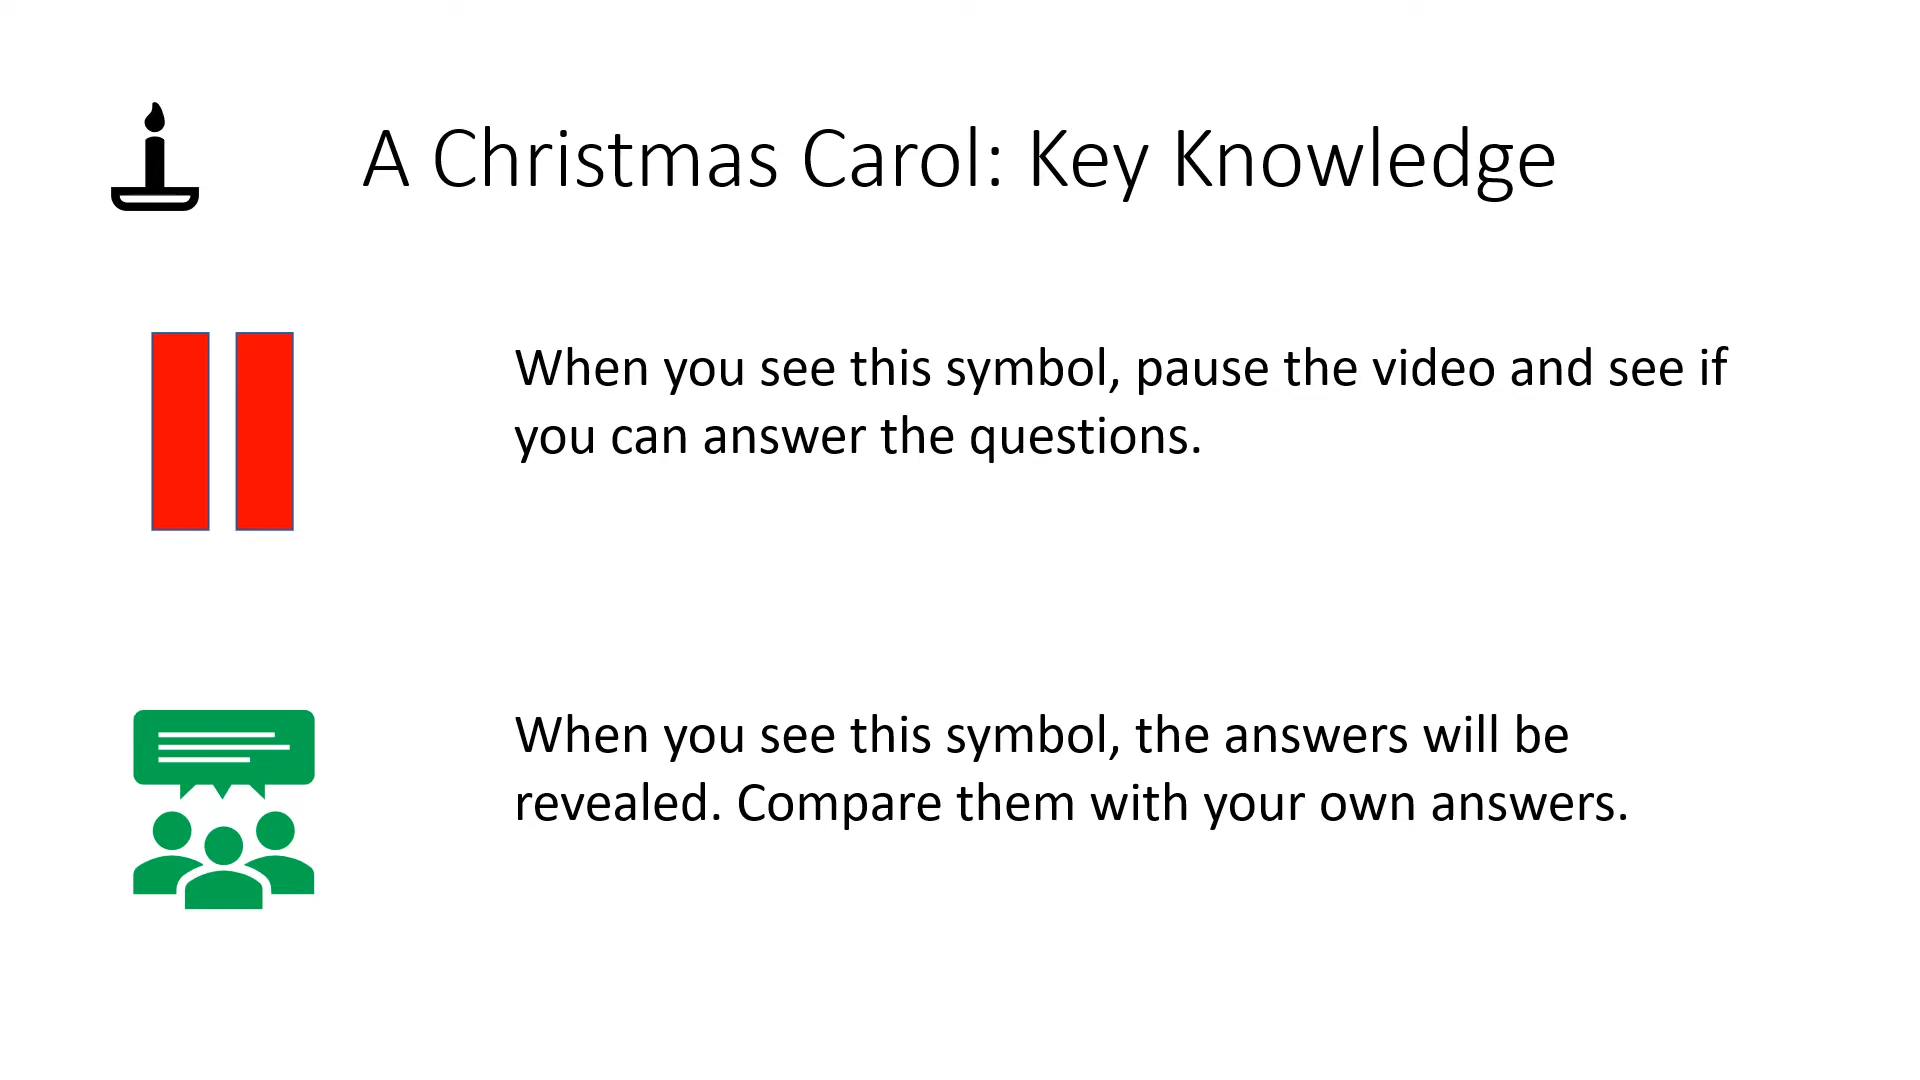 A Christmas Carol: Key Knowledge
When you see this symbol, pause the video and see if
you can answer the questions.
When you see this symbol, the answers will be
revealed. Compare them with your own answers.